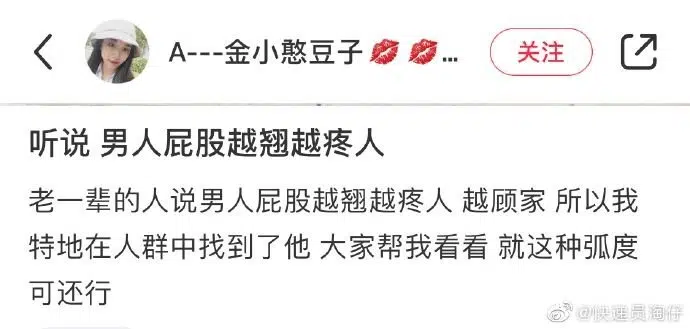 A---金小憨豆子💋💋...
关注
听说 男人屁股越翘越疼人
老一辈的人说男人屁股越翘越疼人 越顾家 所以我
特地在人群中找到了他 大家帮我看看 就这种弧度
可还行
@快递员淘仔